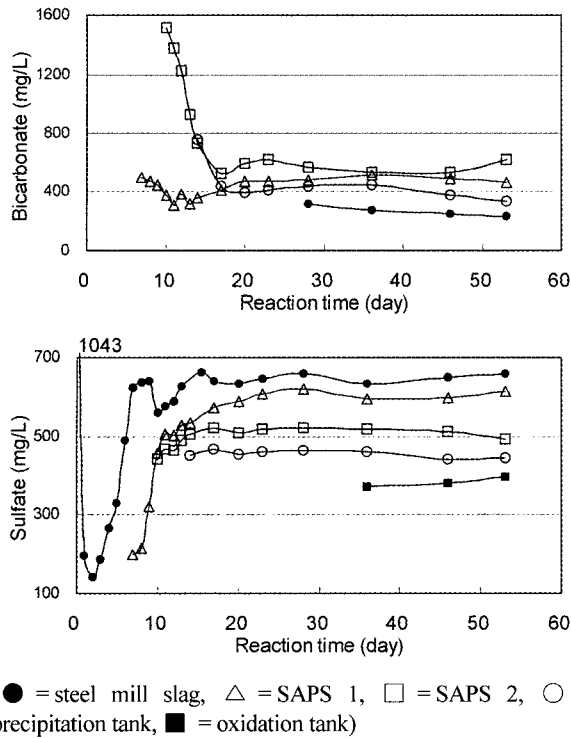 1600
1200
800
400
0
Bicarbonate (mg/L)
0 10 20 30 40 50 60
Reaction time (day)
1043
700
500
300
100
Sulfate (mg/L)
0 10 20 30 40 50 60
Reaction time (day)
● = steel mill slag, △ = SAPS 1, □ = SAPS 2, ○
precipitation tank, ■ = oxidation tank)